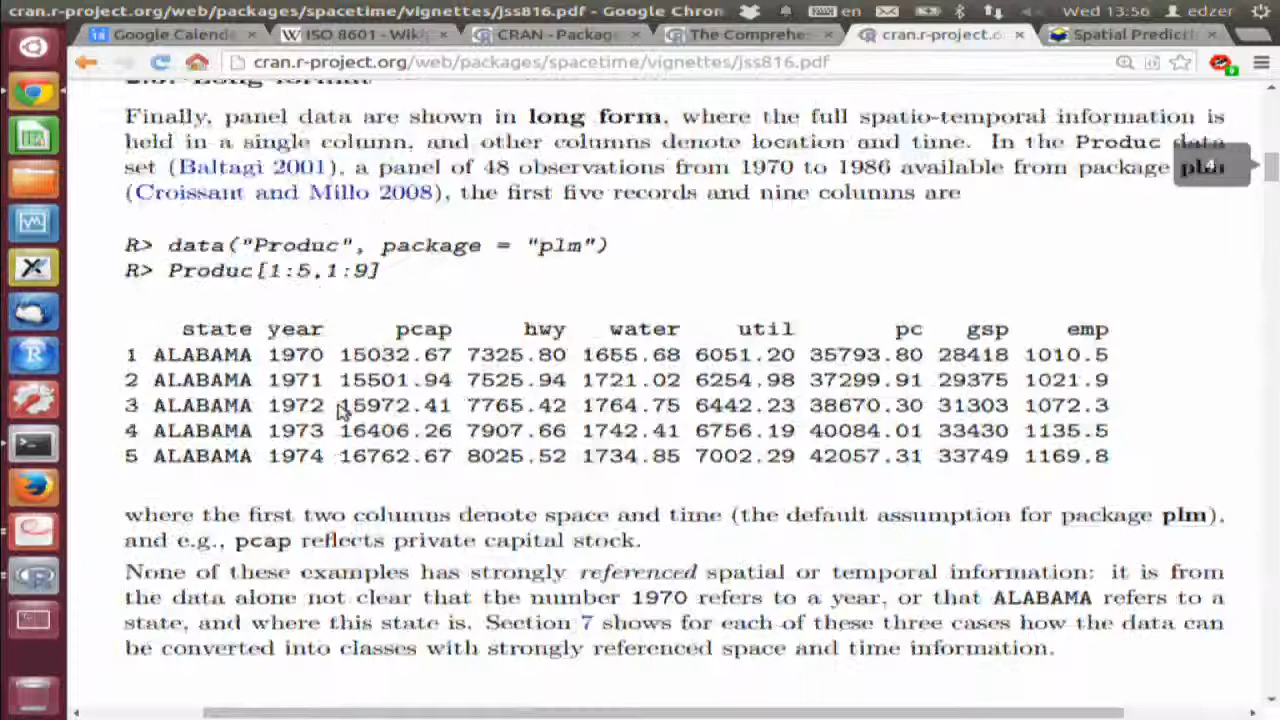 cran.r-project.org/web/packages/spacetime/vignettes/jss816.pdf - Google Chron
en
Wed 13:56
edzer
Google Calend
ISO 8601 - Wiki
CRAN - Packag
The Comprehe
cran.r-project.o
Spatial Predicti
cran.r-project.org/web/packages/spacetime/vignettes/jss816.pdf
Long format
Finally, panel data are shown in long form, where the full spatio-temporal information is
held in a single column, and other columns denote location and time. In the Produc data
set (Baltagi 2001), a panel of 48 observations from 1970 to 1986 available from package plm
4
(Croissant and Millo 2008), the first five records and nine columns are
R> data("Produc", package = "plm")
R> Produc[1:5,1:9]
state year pcap hwy water util pc gsp emp
1 ALABAMA 1970 15032.67 7325.80 1655.68 6051.20 35793.80 28418 1010.5
2 ALABAMA 1971 15501.94 7525.94 1721.02 6254.98 37299.91 29375 1021.9
3 ALABAMA 1972 15972.41 7765.42 1764.75 6442.23 38670.30 31303 1072.3
4 ALABAMA 1973 16406.26 7907.66 1742.41 6756.19 40084.01 33430 1135.5
5 ALABAMA 1974 16762.67 8025.52 1734.85 7002.29 42057.31 33749 1169.8
where the first two columns denote space and time (the default assumption for package plm),
and e.g., pcap reflects private capital stock.
None of these examples has strongly referenced spatial or temporal information: it is from
the data alone not clear that the number 1970 refers to a year, or that ALABAMA refers to a
state, and where this state is. Section 7 shows for each of these three cases how the data can
be converted into classes with strongly referenced space and time information.